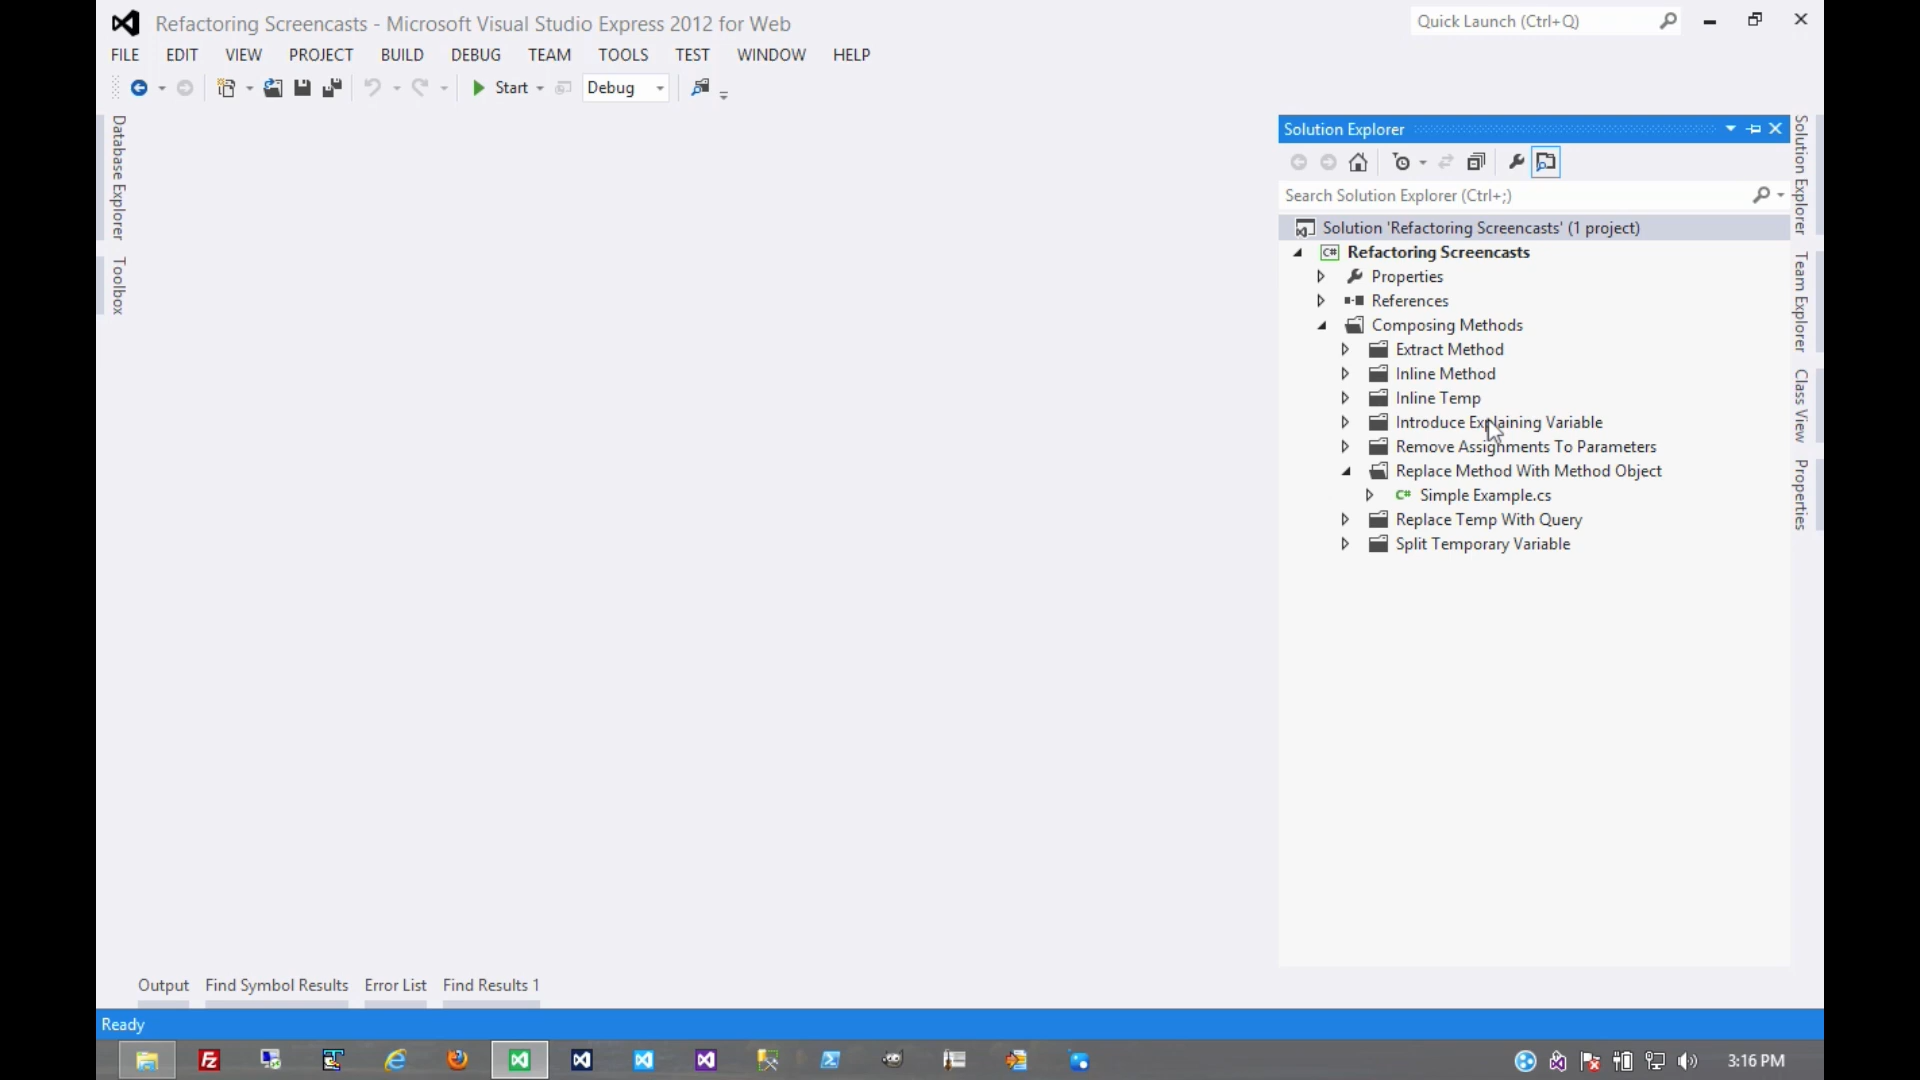 Refactoring Screencasts - Microsoft Visual Studio Express 2012 for Web
Quick Launch (Ctrl+Q)
FILE EDIT VIEW PROJECT BUILD DEBUG TEAM TOOLS TEST WINDOW HELP
Start Debug
Database Explorer
Toolbox
Solution Explorer
Search Solution Explorer (Ctrl+;)
Solution 'Refactoring Screencasts' (1 project)
C# Refactoring Screencasts
Properties
References
Composing Methods
Extract Method
Inline Method
Inline Temp
Introduce Explaining Variable
Remove Assignments To Parameters
Replace Method With Method Object
C# Simple Example.cs
Replace Temp With Query
Split Temporary Variable
Solution Explorer
Team Explorer
Class View
Properties
Output Find Symbol Results Error List Find Results 1
Ready
3:16 PM